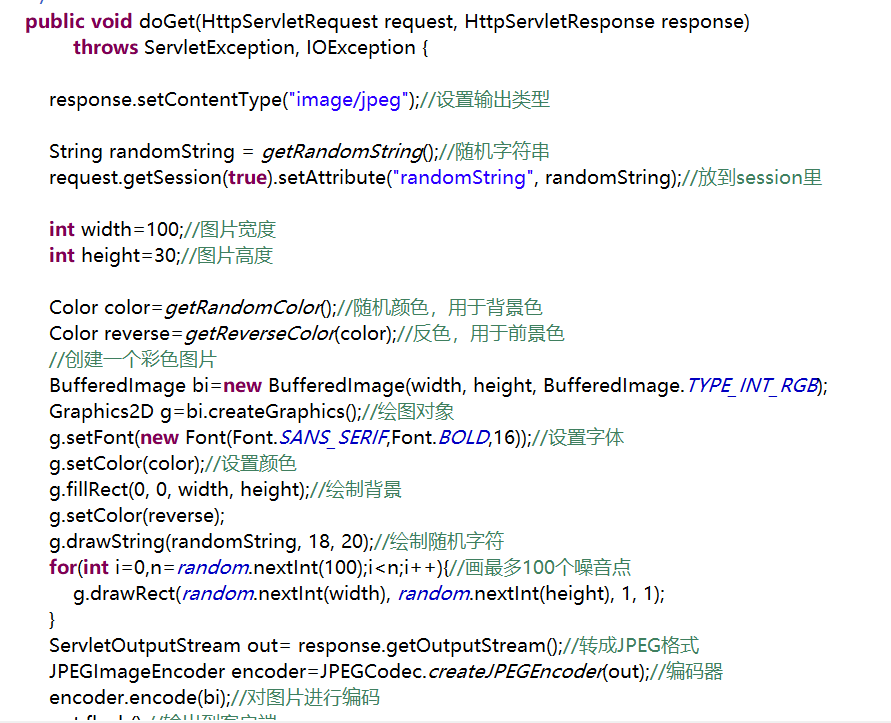 public void doGet(HttpServletRequest request, HttpServletResponse response)
throws ServletException, IOException {
response.setContentType("image/jpeg");//设置输出类型
String randomString = getRandomString();//随机字符串
request.getSession(true).setAttribute("randomString", randomString);//放到session里
int width=100;//图片宽度
int height=30;//图片高度
Color color=getRandomColor();//随机颜色，用于背景色
Color reverse=getReverseColor(color);//反色，用于前景色
//创建一个彩色图片
BufferedImage bi=new BufferedImage(width, height, BufferedImage.TYPE_INT_RGB);
Graphics2D g=bi.createGraphics();//绘图对象
g.setFont(new Font(Font.SANS_SERIF,Font.BOLD,16));//设置字体
g.setColor(color);//设置颜色
g.fillRect(0, 0, width, height);//绘制背景
g.setColor(reverse);
g.drawString(randomString, 18, 20);//绘制随机字符
for(int i=0,n=random.nextInt(100);i<n;i++){//画最多100个噪音点
g.drawRect(random.nextInt(width), random.nextInt(height), 1, 1);
}
ServletOutputStream out= response.getOutputStream();//转成JPEG格式
JPEGImageEncoder encoder=JPEGCodec.createJPEGEncoder(out);//编码器
encoder.encode(bi);//对图片进行编码